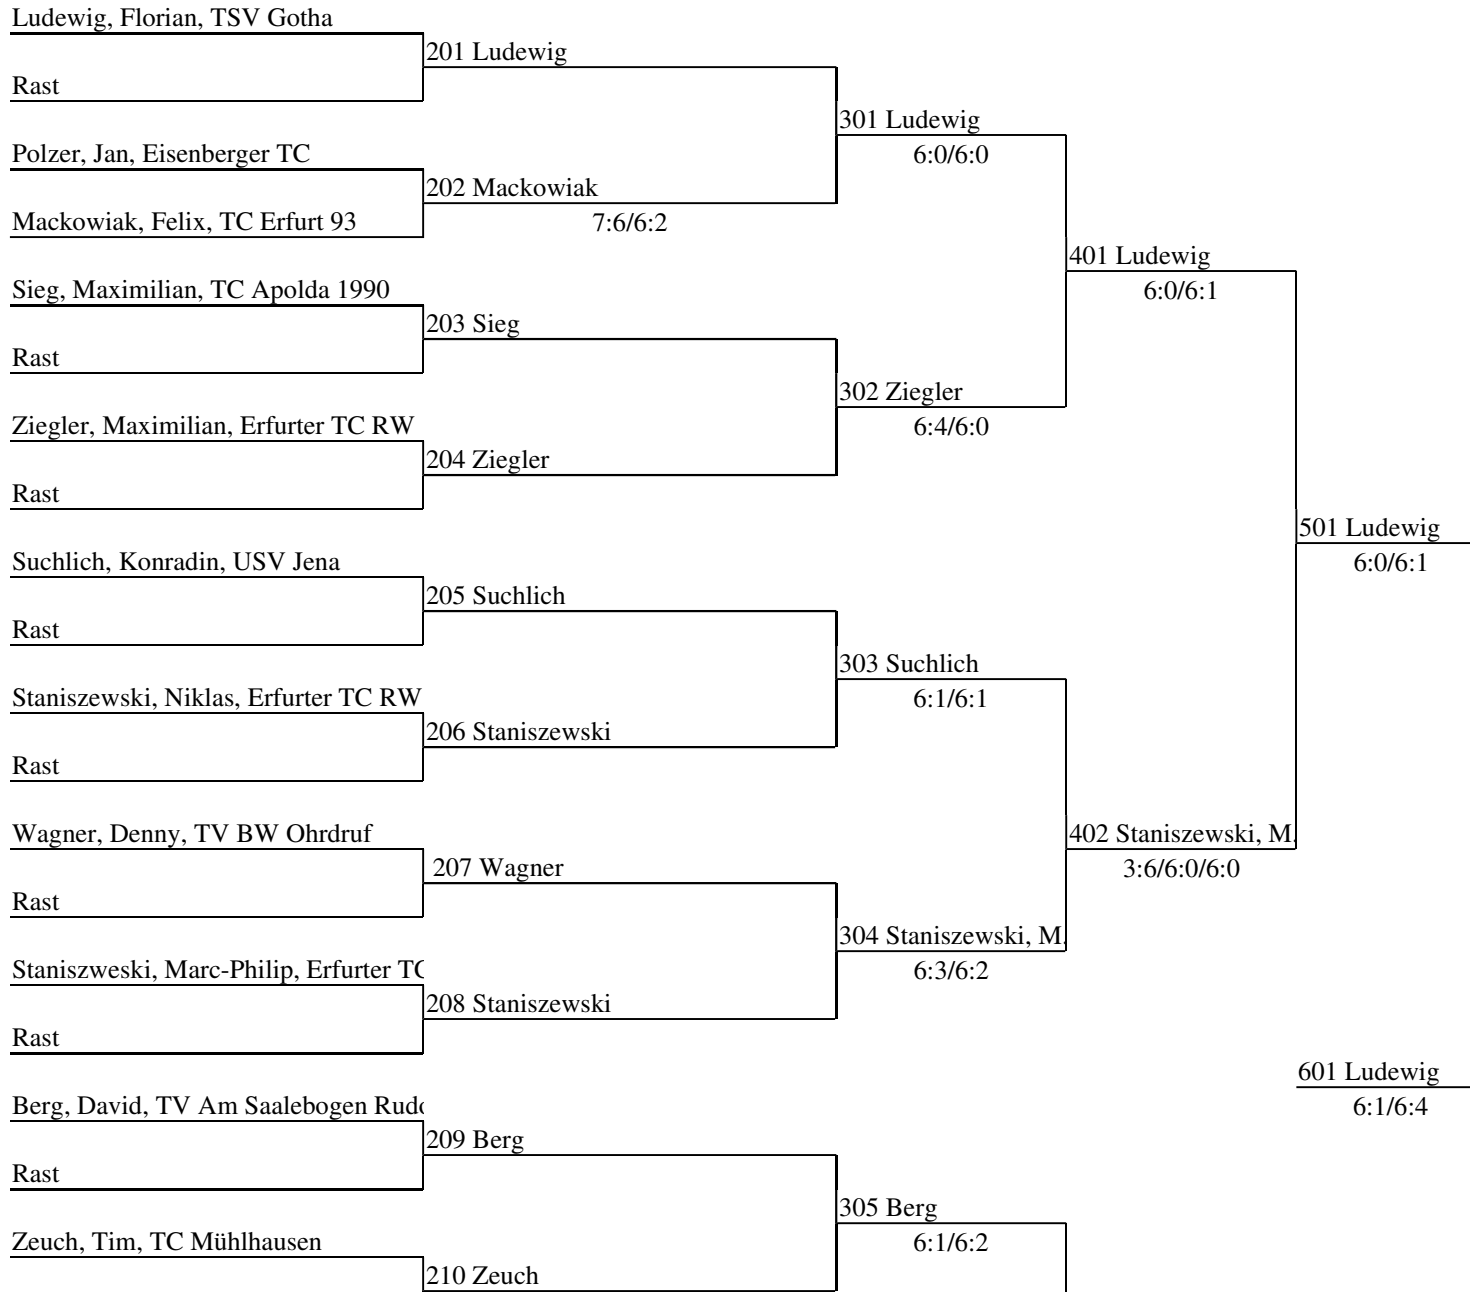 Ludewig, Florian, TSV Gotha
201 Ludewig
Rast
301 Ludewig
6:0/6:0
Polzer, Jan, Eisenberger TC
202 Mackowiak
7:6/6:2
Mackowiak, Felix, TC Erfurt 93
401 Ludewig
6:0/6:1
Sieg, Maximilian, TC Apolda 1990
203 Sieg
Rast
302 Ziegler
6:4/6:0
Ziegler, Maximilian, Erfurter TC RW
204 Ziegler
Rast
501 Ludewig
6:0/6:1
Suchlich, Konradin, USV Jena
205 Suchlich
Rast
303 Suchlich
6:1/6:1
Staniszewski, Niklas, Erfurter TC RW
206 Staniszewski
Rast
402 Staniszewski, M.
3:6/6:0/6:0
Wagner, Denny, TV BW Ohrdruf
207 Wagner
Rast
304 Staniszewski, M.
6:3/6:2
Staniszweski, Marc-Philip, Erfurter TC
208 Staniszewski
Rast
601 Ludewig
6:1/6:4
Berg, David, TV Am Saalebogen Rudo
209 Berg
Rast
305 Berg
6:1/6:2
Zeuch, Tim, TC Mühlhausen
210 Zeuch